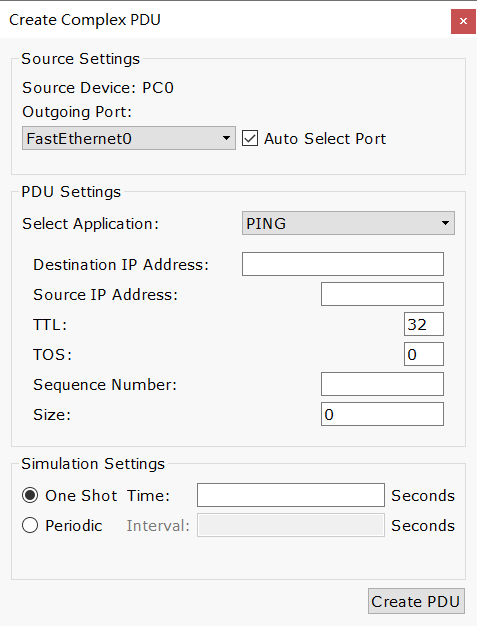 Create Complex PDU
Source Settings
Source Device: PC0
Outgoing Port:
FastEthernet0 Auto Select Port
PDU Settings
Select Application: PING
Destination IP Address:
Source IP Address:
TTL: 32
TOS: 0
Sequence Number:
Size: 0
Simulation Settings
One Shot Time: Seconds
Periodic Interval: Seconds
Create PDU